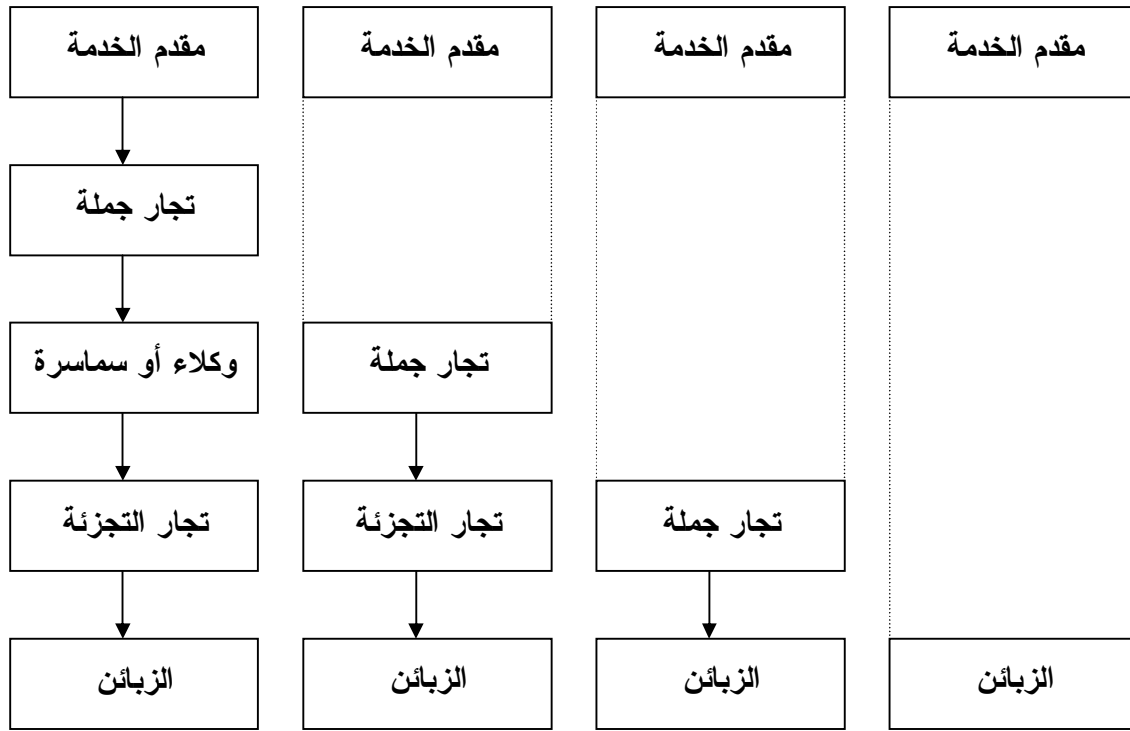 مقدم الخدمة
مقدم الخدمة
مقدم الخدمة
مقدم الخدمة
تجار جملة
تجار جملة
وكلاء أو سماسرة
تجار جملة
تجار التجزئة
تجار التجزئة
الزبائن
الزبائن
الزبائن
الزبائن